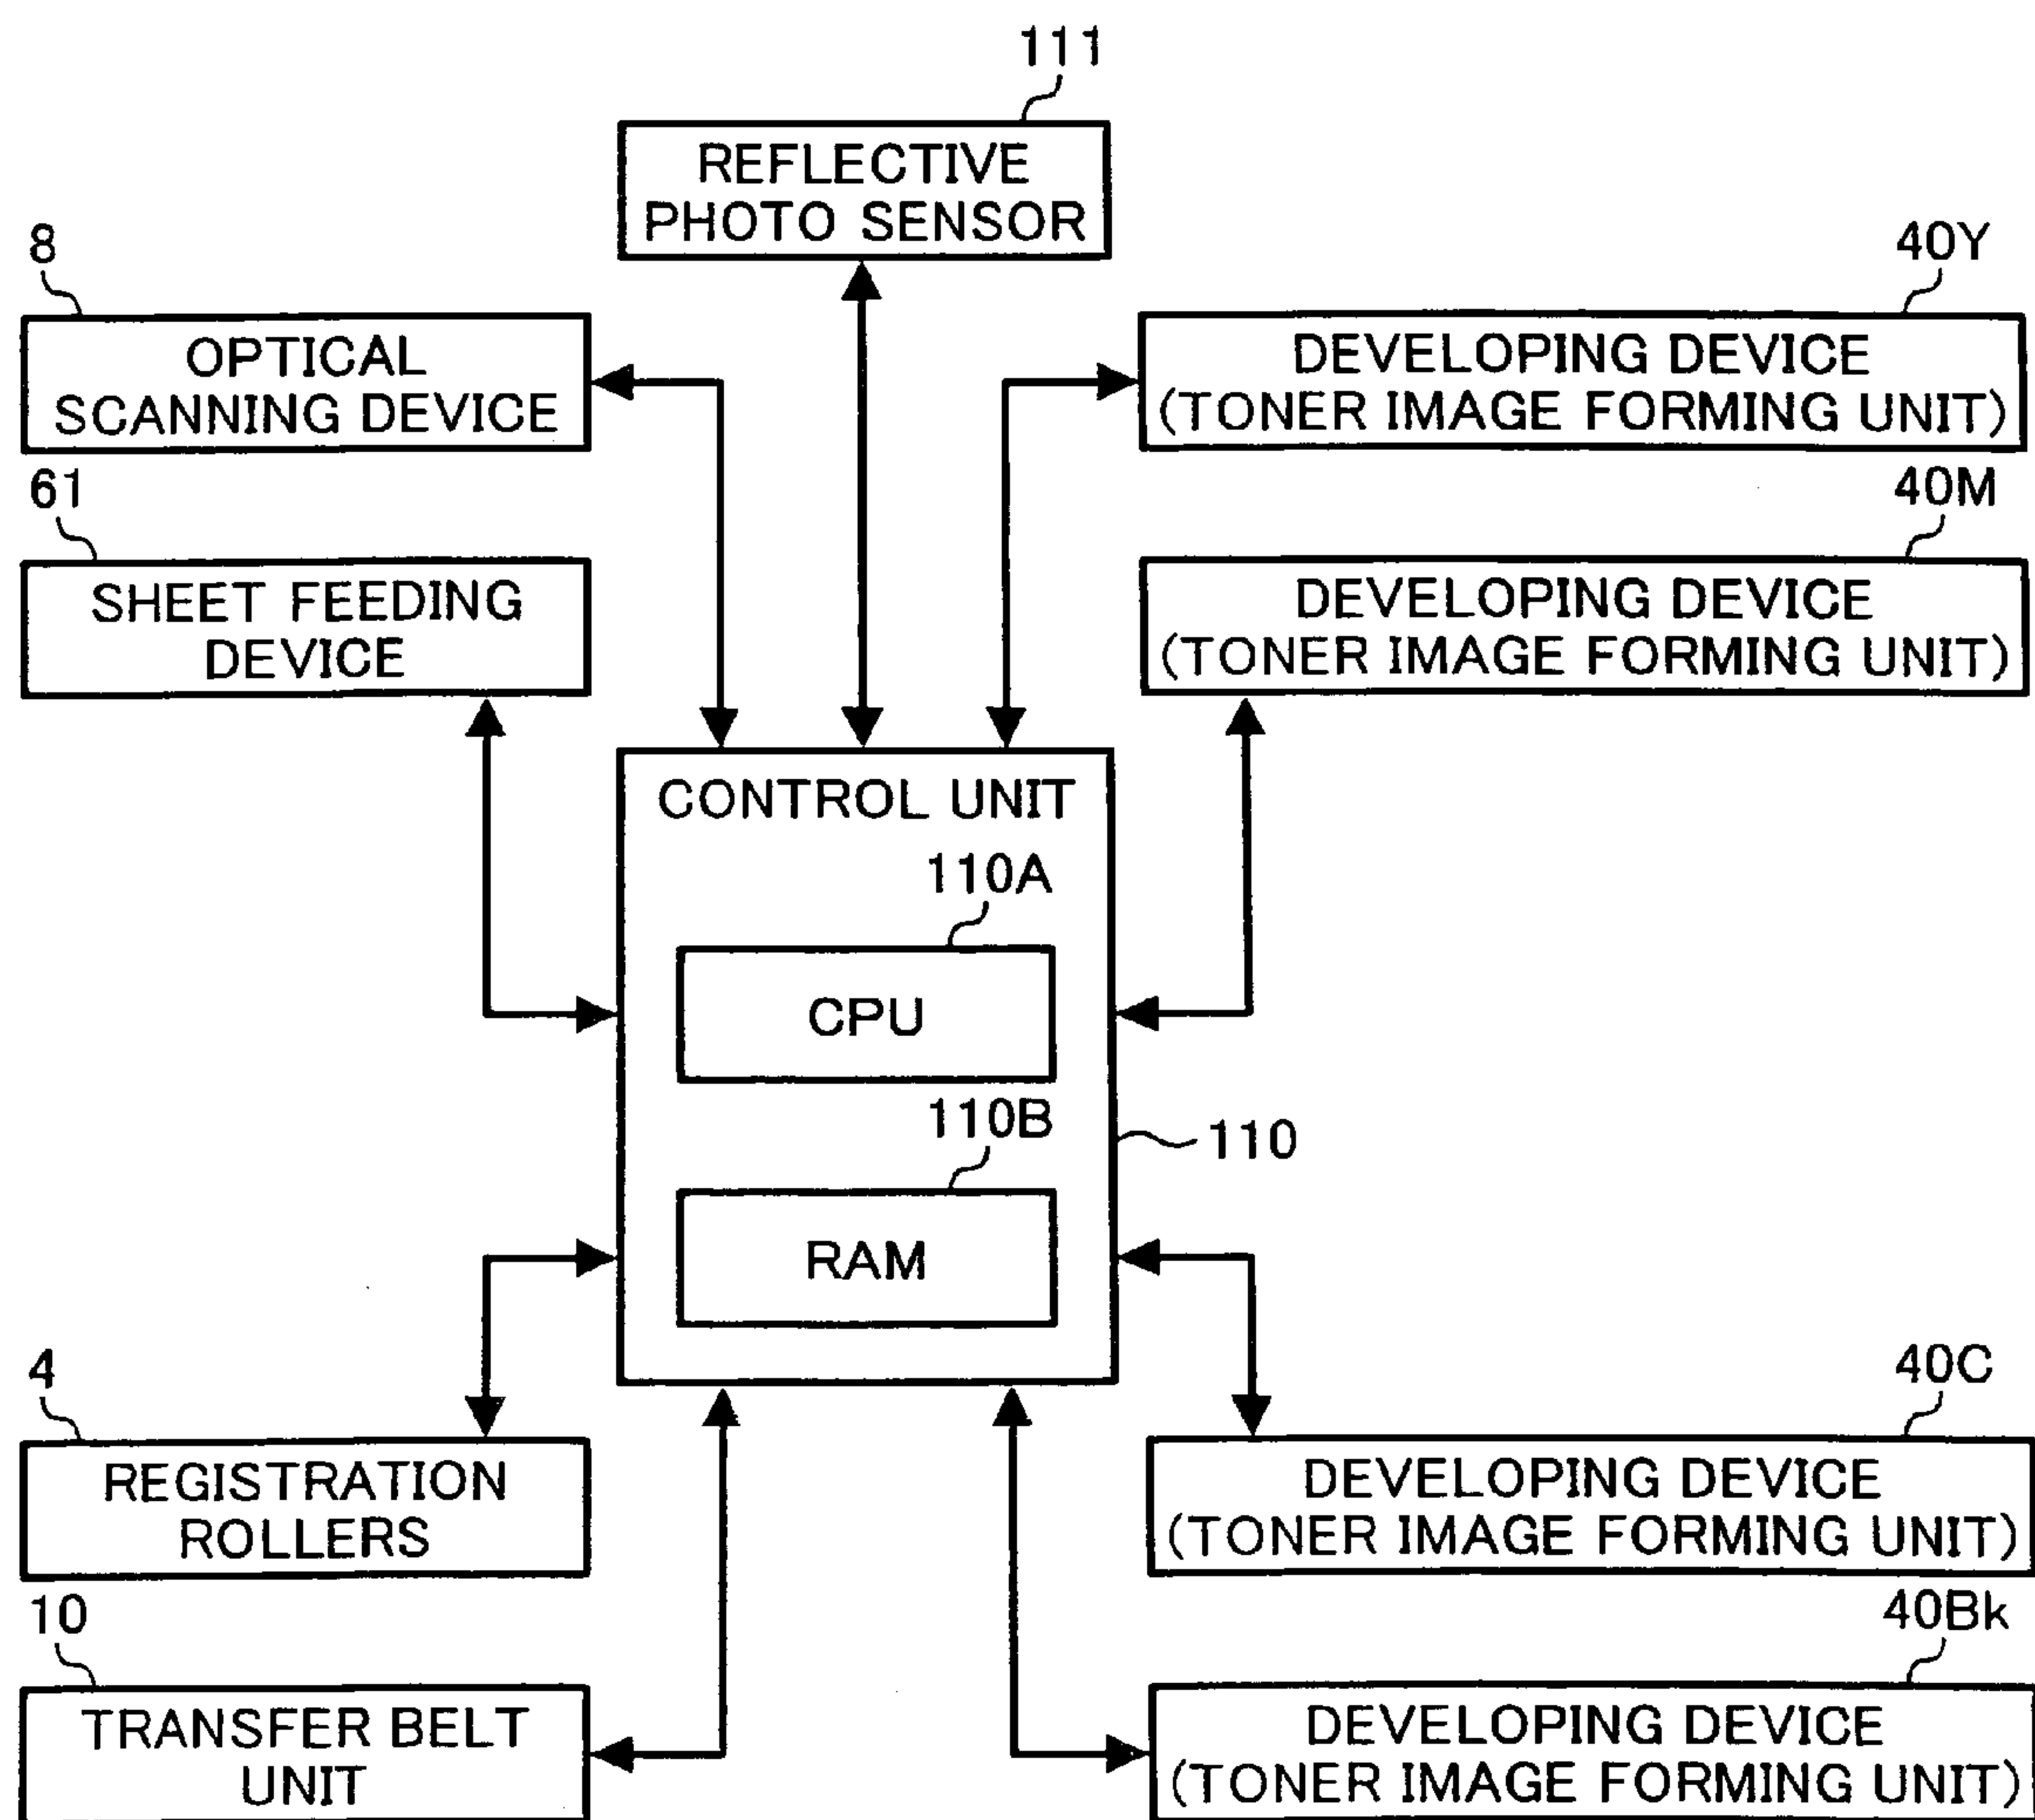 111
REFLECTIVE
PHOTO SENSOR
8
OPTICAL
SCANNING DEVICE
40Y
DEVELOPING DEVICE
(TONER IMAGE FORMING UNIT)
61
SHEET FEEDING
DEVICE
40M
DEVELOPING DEVICE
(TONER IMAGE FORMING UNIT)
CONTROL UNIT
110A
CPU
110B
RAM
110
4
REGISTRATION
ROLLERS
40C
DEVELOPING DEVICE
(TONER IMAGE FORMING UNIT)
10
TRANSFER BELT
UNIT
40Bk
DEVELOPING DEVICE
(TONER IMAGE FORMING UNIT)